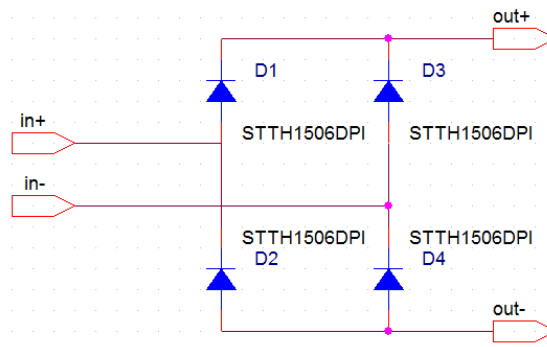 out+
D1
D3
in+
STTH1506DPI
STTH1506DPI
in-
STTH1506DPI
STTH1506DPI
D2
D4
out-